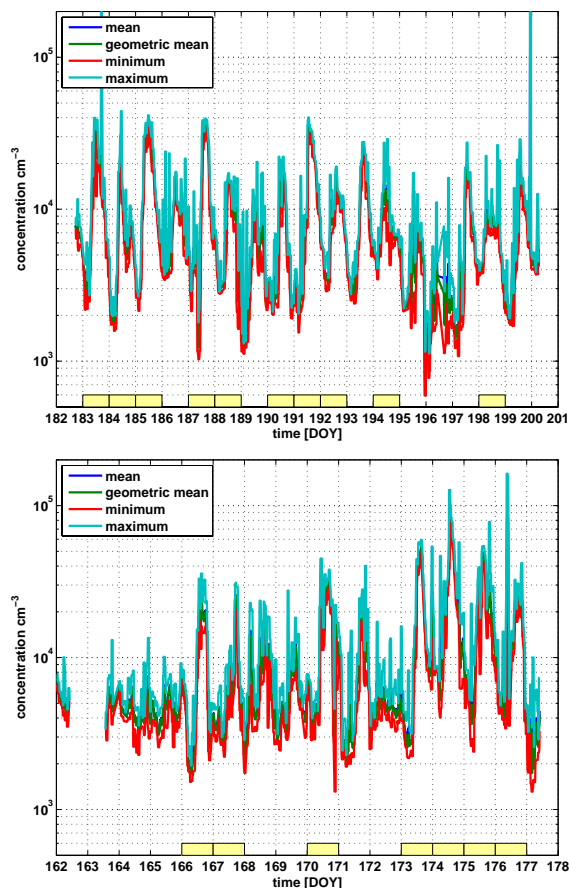 mean
geometric mean
minimum
maximum
10^5
10^4
10^3
concentration cm^-3
182 183 184 185 186 187 188 189 190 191 192 193 194 195 196 197 198 199 200 201
time [DOY]
mean
geometric mean
minimum
maximum
10^5
10^4
10^3
concentration cm^-3
162 163 164 165 166 167 168 169 170 171 172 173 174 175 176 177 178
time [DOY]